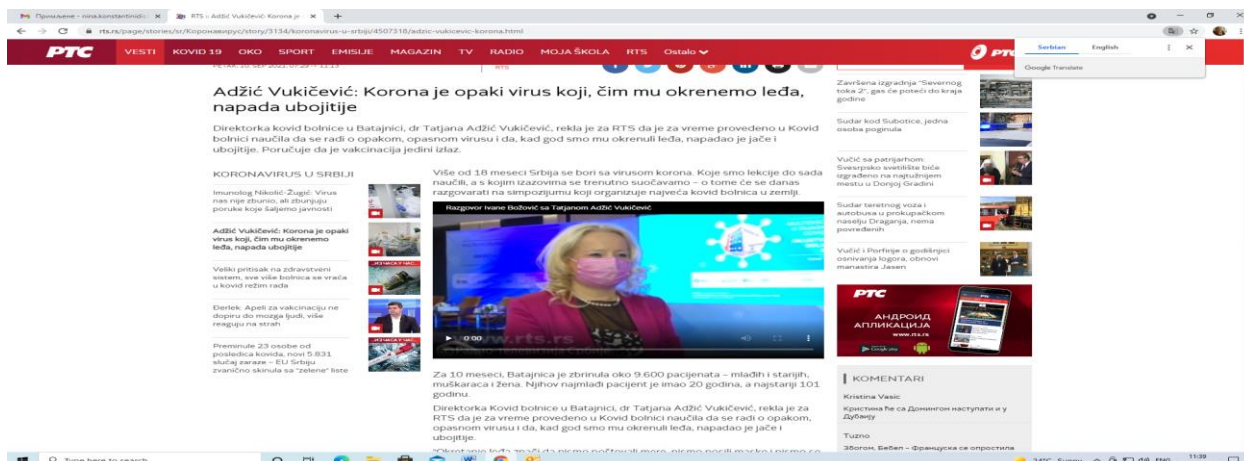 RTS :: Adžić Vukičević: Korona je
rts.rs/page/stories/sr/Коронавирус/story/3134/koronavirus-u-srbiji/4507318/adzic-vukicevic-korona.html
РТС VESTI KOVID 19 OKO SPORT EMISIJE MAGAZIN TV RADIO MOJA ŠKOLA RTS Ostalo
Serbian English
Google Translate
Adžić Vukičević: Korona je opaki virus koji, čim mu okrenemo leđa,
napada ubojitije
Direktorka kovid bolnice u Batajnici, dr Tatjana Adžić Vukičević, rekla je za RTS da je za vreme provedeno u Kovid
bolnici naučila da se radi o opakom, opasnom virusu i da, kad god smo mu okrenuli leđa, napadao je jače i
ubojitije. Poručuje da je vakcinacija jedini izlaz.
KORONAVIRUS U SRBIJI
Imunolog Nikolić-Žugić: Virus
nas nije zbunio, ali zbunjuju
poruke koje šaljemo javnosti
Adžić Vukičević: Korona je opaki
virus koji, čim mu okrenemo
leđa, napada ubojitije
Veliki pritisak na zdravstveni
sistem, sve više bolnica se vraća
u kovid režim rada
Đerlek: Apeli za vakcinaciju ne
dopiru do mozga ljudi, više
reaguju na strah
Preminule 23 osobe od
posledica kovida, novi 5.831
slučaj zaraze – EU Srbiju
zvanično skinula sa "zelene" liste
Više od 18 meseci Srbija se bori sa virusom korona. Koje smo lekcije do sada
naučili, a s kojim izazovima se trenutno suočavamo – o tome će se danas
razgovarati na simpozijumu koji organizuje najveća kovid bolnica u zemlji.
Razgovor Ivane Božović sa Tatjanom Adžić Vukičević
0:00
www.rts.rs
Za 10 meseci, Batajnica je zbrinula oko 9.600 pacijenata – mlađih i starijih,
muškaraca i žena. Njihov najmlađi pacijent je imao 20 godina, a najstariji 101
godinu.
Direktorka Kovid bolnice u Batajnici, dr Tatjana Adžić Vukičević, rekla je za
RTS da je za vreme provedeno u Kovid bolnici naučila da se radi o opakom,
opasnom virusu i da, kad god smo mu okrenuli leđa, napadao je jače i
ubojitije.
Završena izgradnja "Severnog
toka 2", gas će poteći do kraja
godine
Sudar kod Subotice, jedna
osoba poginula
Vučić sa patrijarhom:
Svesrpsko svetilište biće
izgrađeno na najtužnijem
mestu u Donjoj Gradini
Sudar teretnog voza i
autobusa u prokupačkom
naselju Draganja, nema
povređenih
Vučić i Porfirije o godišnjici
osnivanja logora, obnovi
manastira Jasen
РТС
АНДРОИД
АПЛИКАЦИЈА
www.rts.rs
Google play
KOMENTARI
Kristina Vasic
Кристина ће са Домингом наступати и у
Дубаију
Tuzno
Збогом, Бебел – Француска се опростила
Type here to search
24°C Sunny ENG 11:39